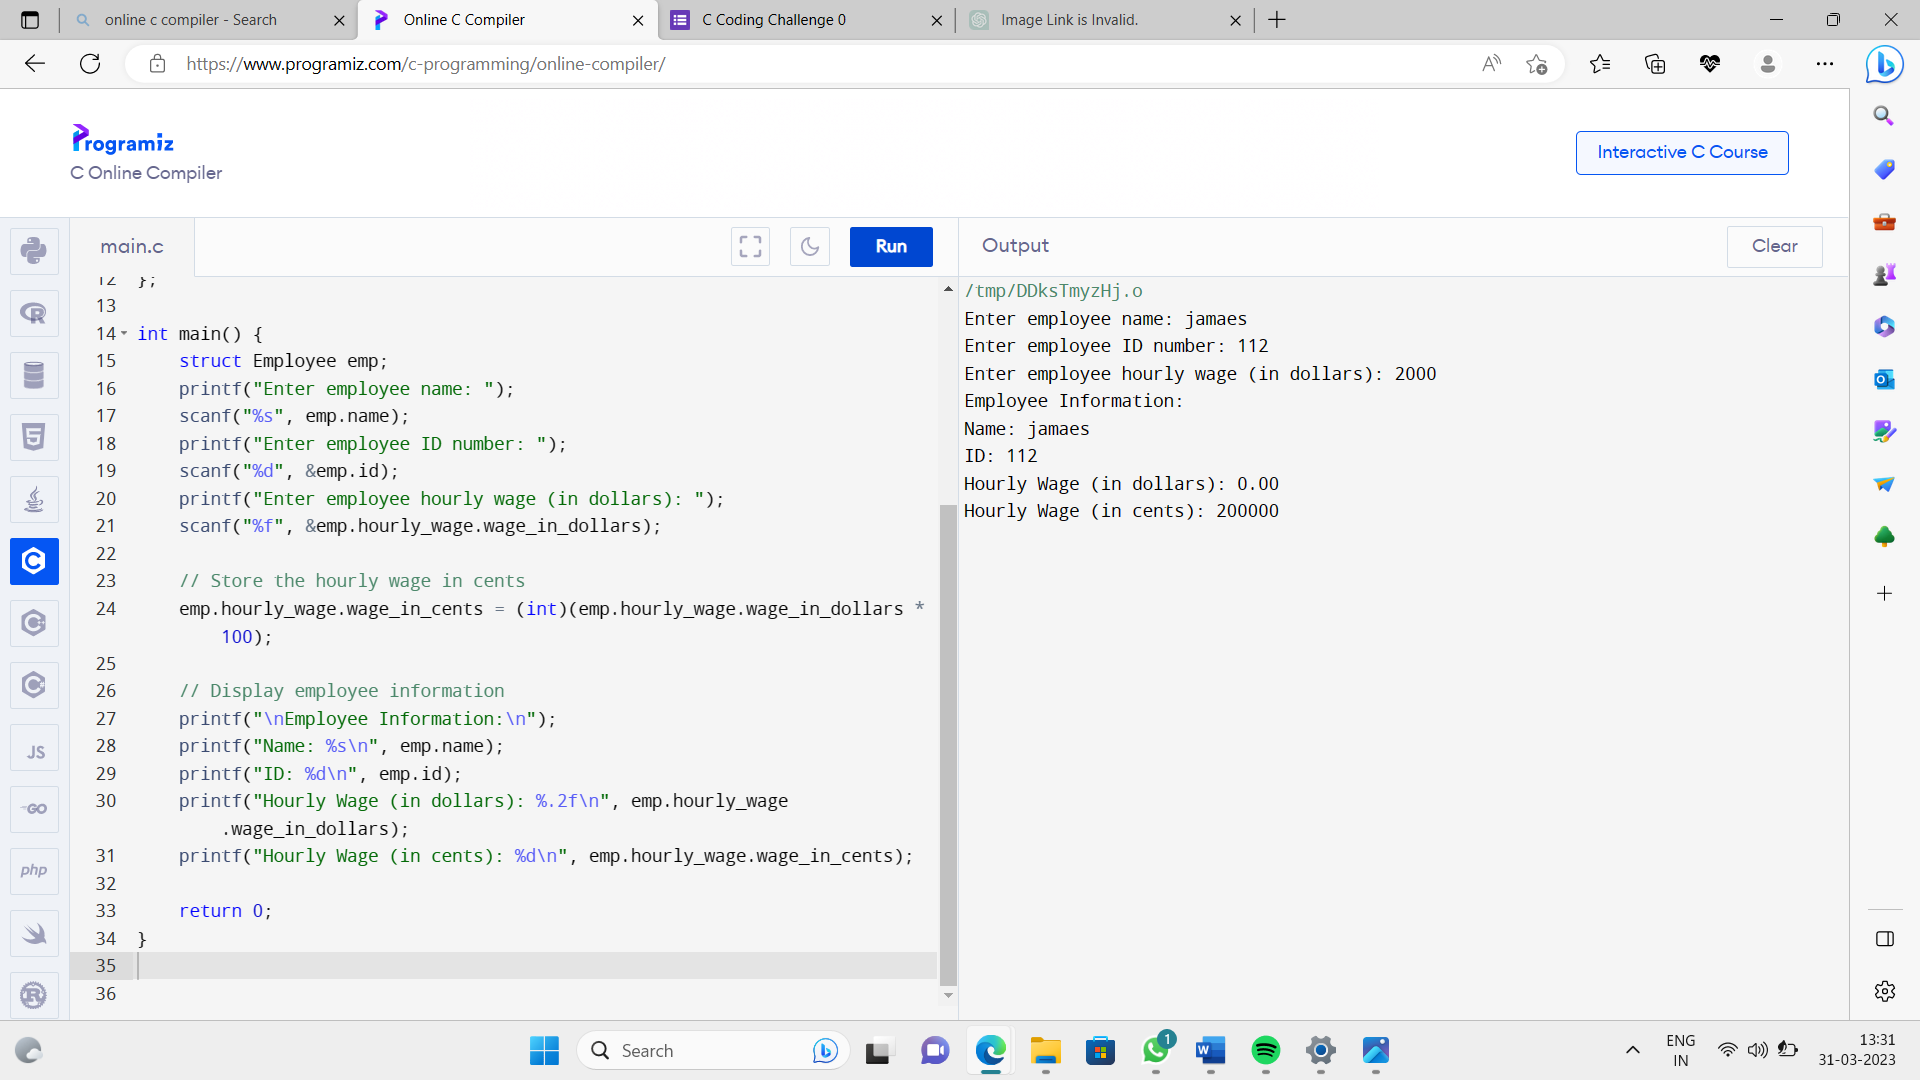 online c compiler - Search
Online C Compiler
C Coding Challenge 0
Image Link is Invalid.
https://www.programiz.com/c-programming/online-compiler/
Programiz
C Online Compiler
Interactive C Course
main.c
Run
Output
Clear
12 };
13
14 int main() {
15 struct Employee emp;
16 printf("Enter employee name: ");
17 scanf("%s", emp.name);
18 printf("Enter employee ID number: ");
19 scanf("%d", &emp.id);
20 printf("Enter employee hourly wage (in dollars): ");
21 scanf("%f", &emp.hourly_wage.wage_in_dollars);
22
23 // Store the hourly wage in cents
24 emp.hourly_wage.wage_in_cents = (int)(emp.hourly_wage.wage_in_dollars *
100);
25
26 // Display employee information
27 printf("\nEmployee Information:\n");
28 printf("Name: %s\n", emp.name);
29 printf("ID: %d\n", emp.id);
30 printf("Hourly Wage (in dollars): %.2f\n", emp.hourly_wage
.wage_in_dollars);
31 printf("Hourly Wage (in cents): %d\n", emp.hourly_wage.wage_in_cents);
32
33 return 0;
34 }
35
36
/tmp/DDksTmyzHj.o
Enter employee name: jamaes
Enter employee ID number: 112
Enter employee hourly wage (in dollars): 2000
Employee Information:
Name: jamaes
ID: 112
Hourly Wage (in dollars): 0.00
Hourly Wage (in cents): 200000
JS
GO
php
Search
1
ENG
IN
13:31
31-03-2023